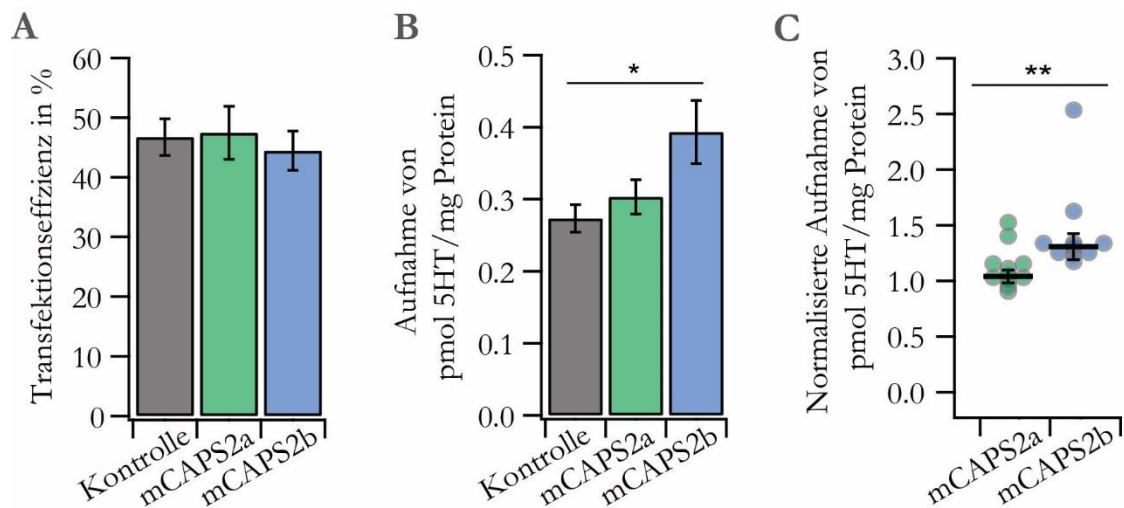 A
Transfektionseffzienz in %
60
50
40
30
20
10
0
Kontrolle
mCAPS2a
mCAPS2b
B
Aufnahme von
pmol 5HT/mg Protein
0.5
0.4
0.3
0.2
0.1
0.0
*
Kontrolle
mCAPS2a
mCAPS2b
C
Normalisierte Aufnahme von
pmol 5HT/mg Protein
3.0
2.5
2.0
1.5
1.0
0.5
0.0
**
mCAPS2a
mCAPS2b